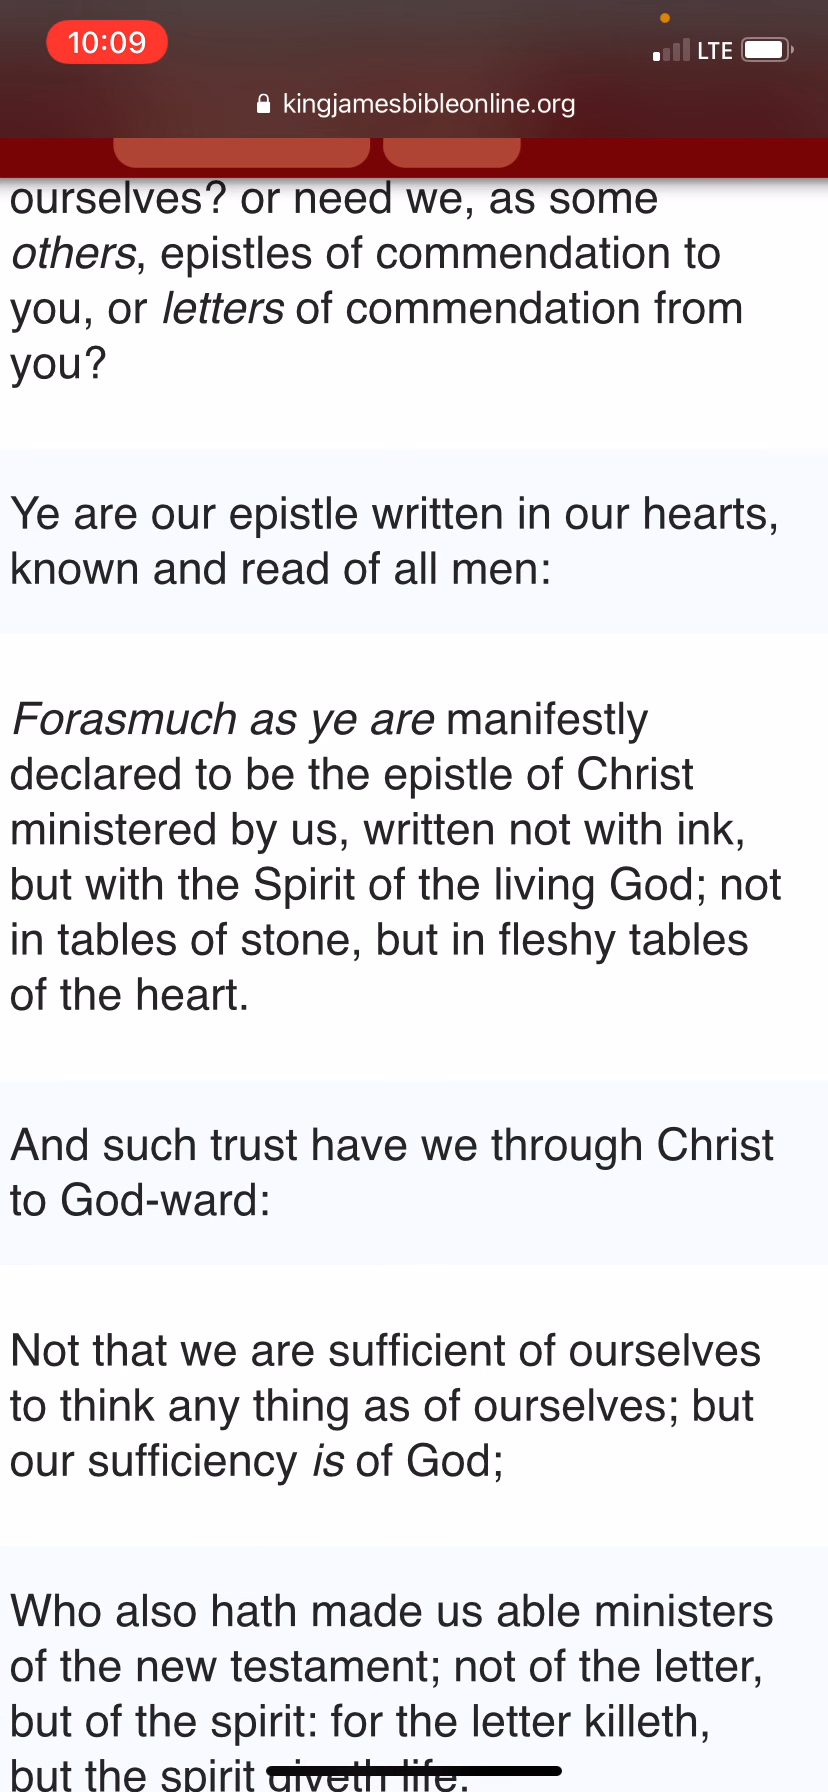 10:09
LTE
kingjamesbibleonline.org
ourselves? or need we, as some
others, epistles of commendation to
you, or letters of commendation from
you?
Ye are our epistle written in our hearts,
known and read of all men:
Forasmuch as ye are manifestly
declared to be the epistle of Christ
ministered by us, written not with ink,
but with the Spirit of the living God; not
in tables of stone, but in fleshy tables
of the heart.
And such trust have we through Christ
to God-ward:
Not that we are sufficient of ourselves
to think any thing as of ourselves; but
our sufficiency is of God;
Who also hath made us able ministers
of the new testament; not of the letter,
but of the spirit: for the letter killeth,
but the spirit giveth life.